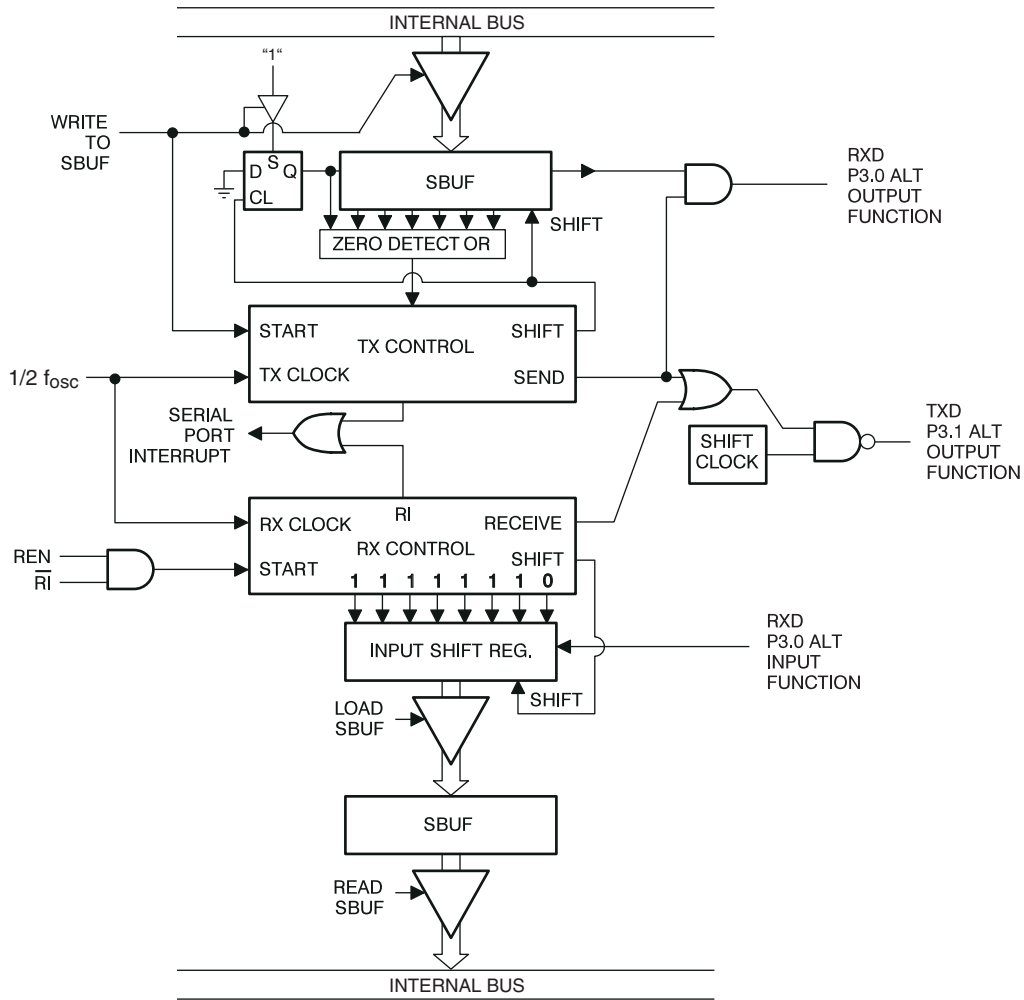 INTERNAL BUS
"1"
WRITE
TO
SBUF
D S Q
CL
SBUF
SHIFT
ZERO DETECT OR
RXD
P3.0 ALT
OUTPUT
FUNCTION
START
SHIFT
TX CONTROL
1/2 fosc
TX CLOCK
SEND
SERIAL
PORT
INTERRUPT
SHIFT
CLOCK
TXD
P3.1 ALT
OUTPUT
FUNCTION
RI
RX CLOCK
RECEIVE
RX CONTROL
SHIFT
REN
RI
START
1 1 1 1 1 1 1 0
INPUT SHIFT REG.
RXD
P3.0 ALT
INPUT
FUNCTION
SHIFT
LOAD
SBUF
SBUF
READ
SBUF
INTERNAL BUS